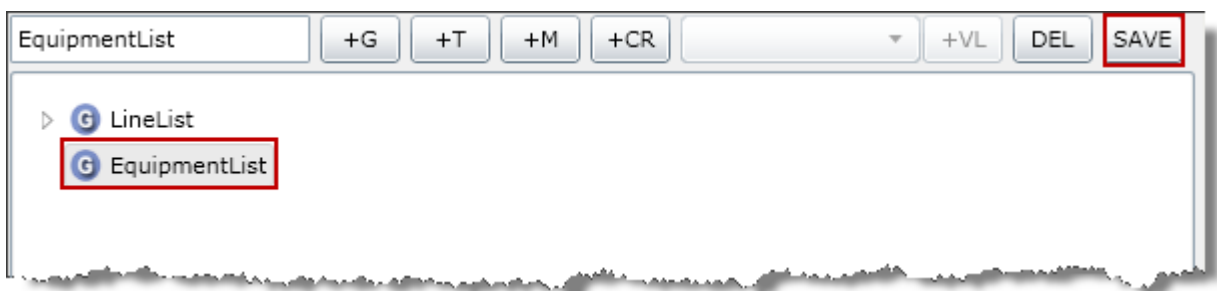 EquipmentList +G +T +M +CR +VL DEL SAVE
G LineList
G EquipmentList